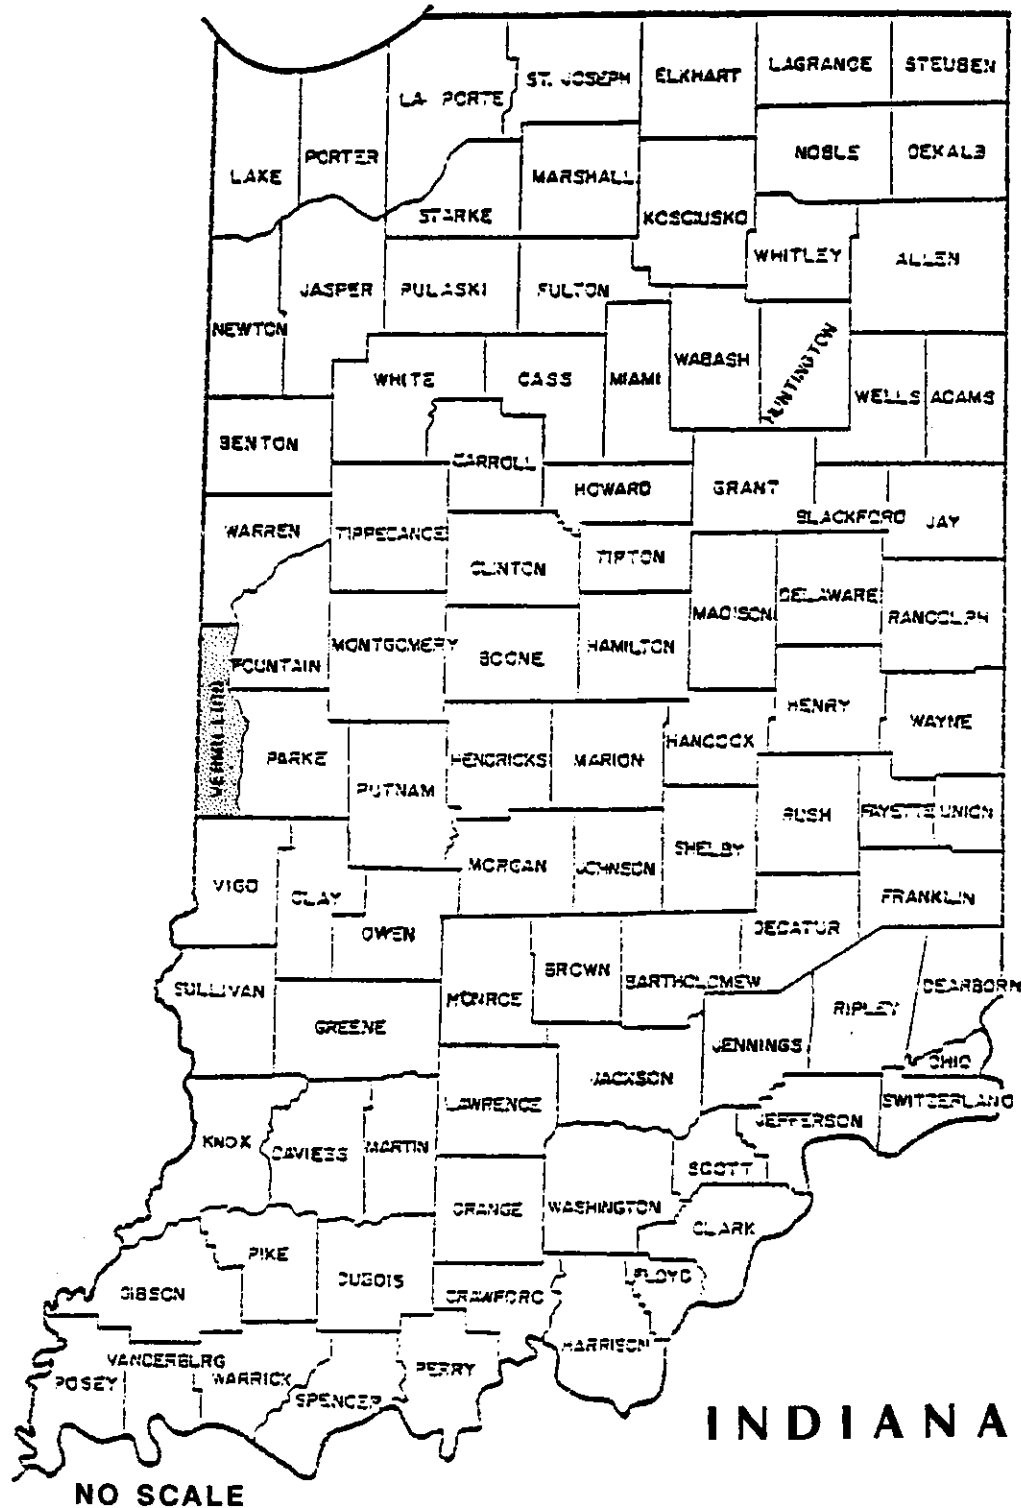 LAGRANGE
STEUBEN
ST. JOSEPH
ELKHART
LA PORTE
PORTER
NOBLE
DEKALB
LAKE
MARSHALL
STARKE
KOSCIUSKO
WHITLEY
ALLEN
JASPER
PULASKI
FULTON
NEWTON
HUNTINGTON
WABASH
WHITE
CASS
MIAMI
WELLS
ADAMS
BENTON
CARROLL
HOWARD
GRANT
BLACKFORD
JAY
WARREN
TIPPECANOE
CLINTON
TIPTON
DELAWARE
MADISON
RANDOLPH
MONTGOMERY
BOONE
HAMILTON
FOUNTAIN
VERMILLION
HENRY
WAYNE
PARKE
HENDRICKS
MARION
HANCOCK
PUTNAM
RUSH
FAYETTE
UNION
SHELBY
MORGAN
JOHNSON
VIGO
CLAY
FRANKLIN
OWEN
DECATUR
BROWN
BARTHOLOMEW
SULLIVAN
MONROE
DEARBORN
RIPLEY
GREENE
JENNINGS
OHIO
JACKSON
LAWRENCE
SWITZERLAND
JEFFERSON
KNOX
DAVIESS
MARTIN
SCOTT
ORANGE
WASHINGTON
CLARK
PIKE
DUBOIS
FLOYD
GIBSON
CRAWFORD
HARRISON
VANDERBURG
POSEY
WARRICK
PERRY
SPENCER
INDIANA
NO SCALE